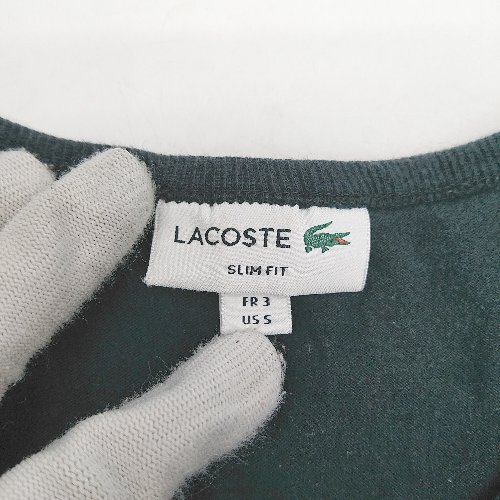 LACOSTE
SLIM FIT
FR 3
US S